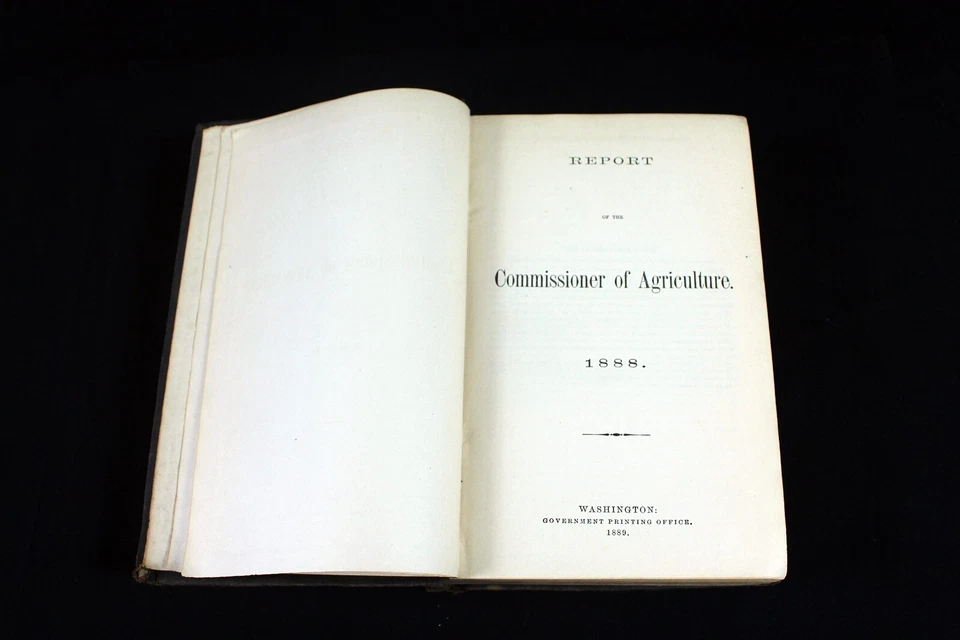 REPORT
OF THE
Commissioner of Agriculture.
1888.
WASHINGTON:
GOVERNMENT PRINTING OFFICE.
1889.